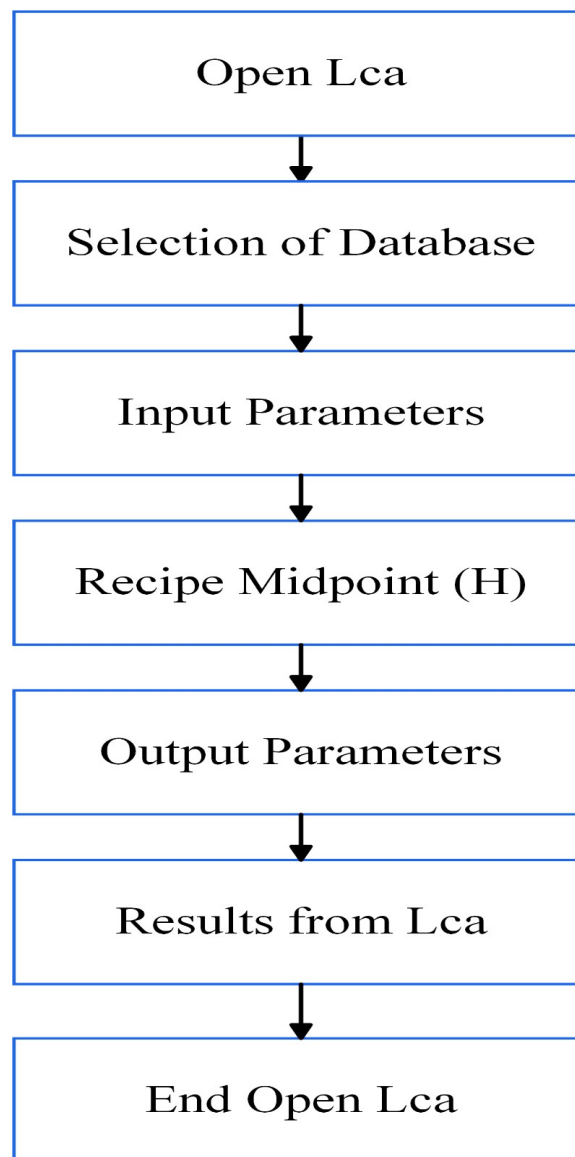 Open Lca
Selection of Database
Input Parameters
Recipe Midpoint (H)
Output Parameters
Results from Lca
End Open Lca